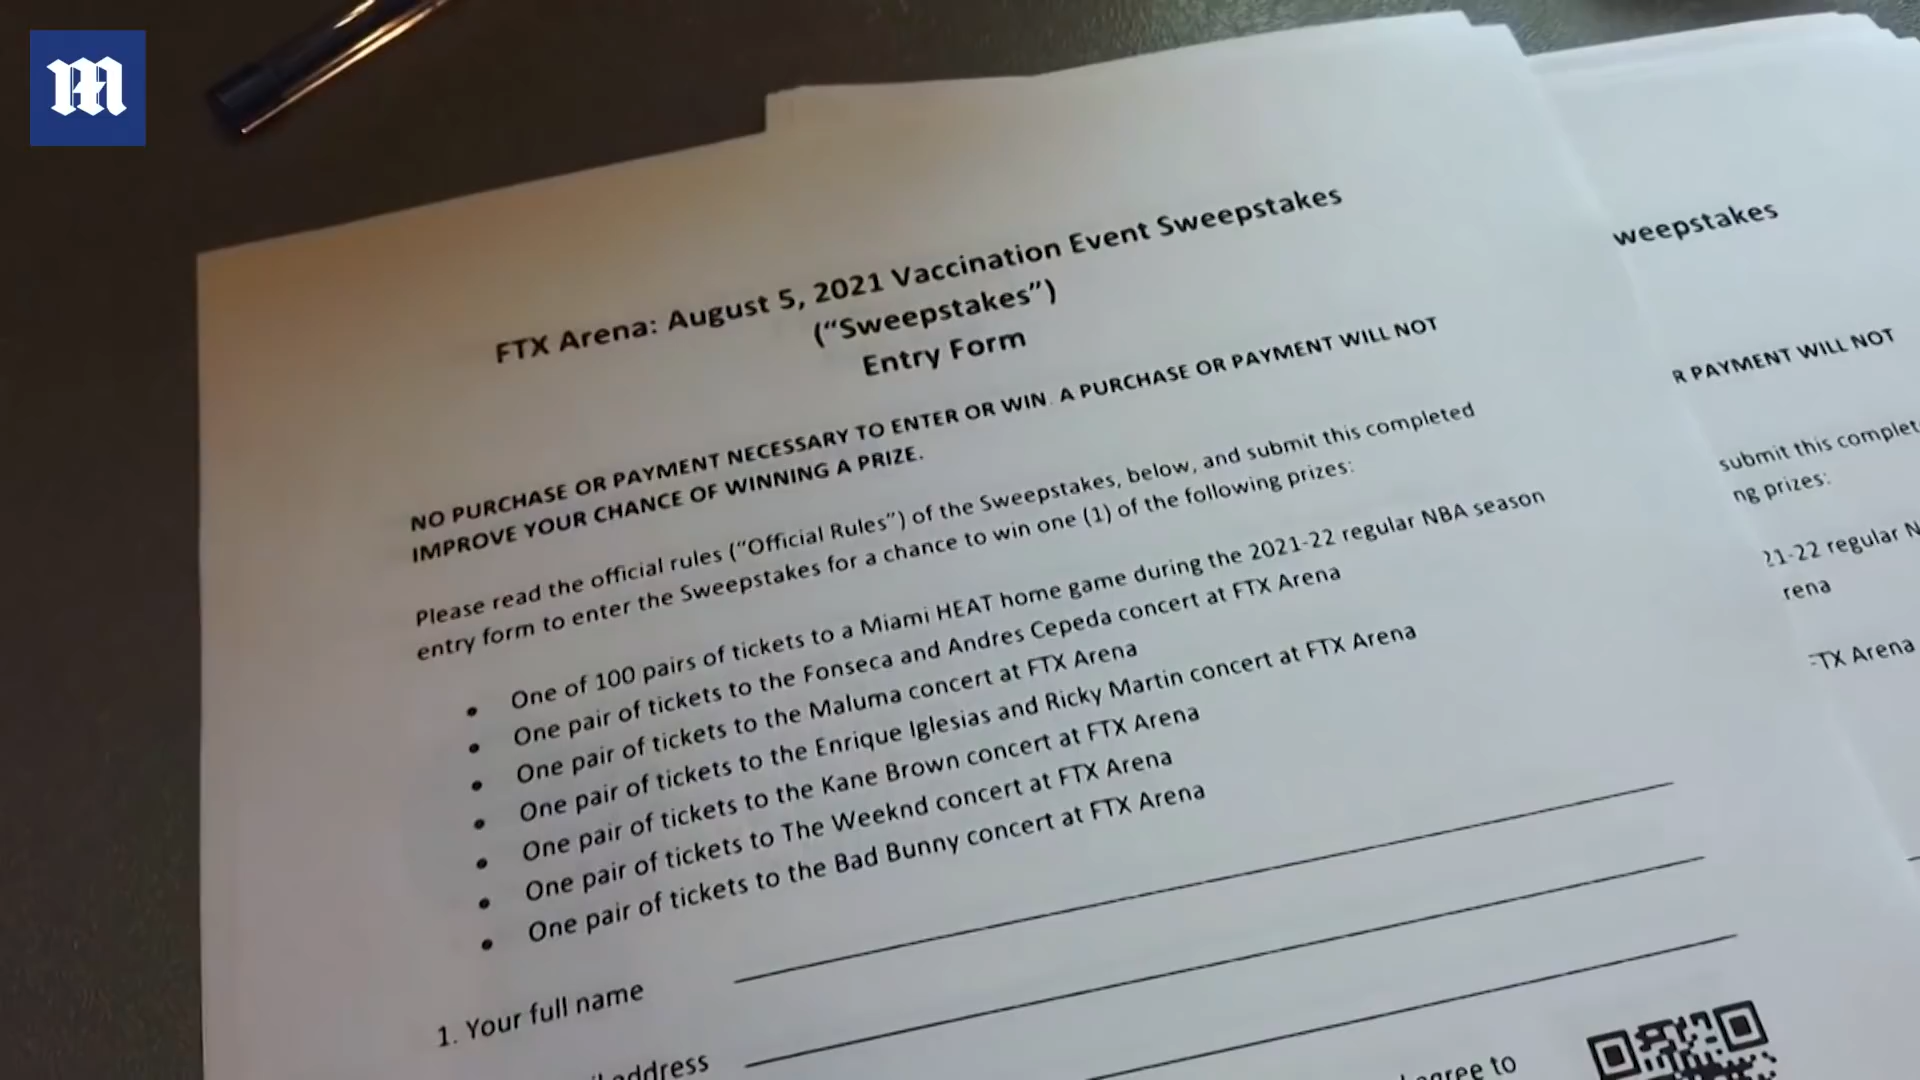 FTX Arena: August 5, 2021 Vaccination Event Sweepstakes
(“Sweepstakes”)
Entry Form
NO PURCHASE OR PAYMENT NECESSARY TO ENTER OR WIN. A PURCHASE OR PAYMENT WILL NOT
IMPROVE YOUR CHANCE OF WINNING A PRIZE.
Please read the official rules (“Official Rules”) of the Sweepstakes, below, and submit this completed
entry form to enter the Sweepstakes for a chance to win one (1) of the following prizes:
• One of 100 pairs of tickets to a Miami HEAT home game during the 2021-22 regular NBA season
• One pair of tickets to the Fonseca and Andres Cepeda concert at FTX Arena
• One pair of tickets to the Maluma concert at FTX Arena
• One pair of tickets to the Enrique Iglesias and Ricky Martin concert at FTX Arena
• One pair of tickets to the Kane Brown concert at FTX Arena
• One pair of tickets to The Weeknd concert at FTX Arena
• One pair of tickets to the Bad Bunny concert at FTX Arena
1. Your full name
address
agree to
weepstakes
R PAYMENT WILL NOT
submit this complet
ng prizes:
21-22 regular N
rena
TX Arena
M